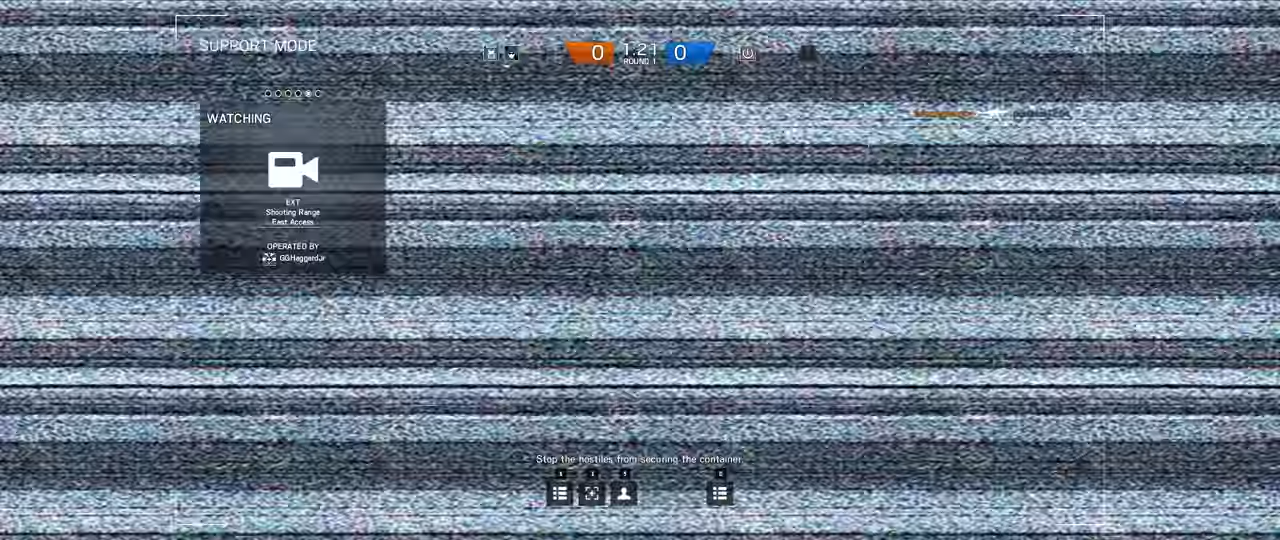 SUPPORT MODE
0 1:21 0
ROUND 1
WATCHING
EXT
Shooting Range
East Access
OPERATED BY
GGHaggardJr
Stop the hostiles from securing the container.